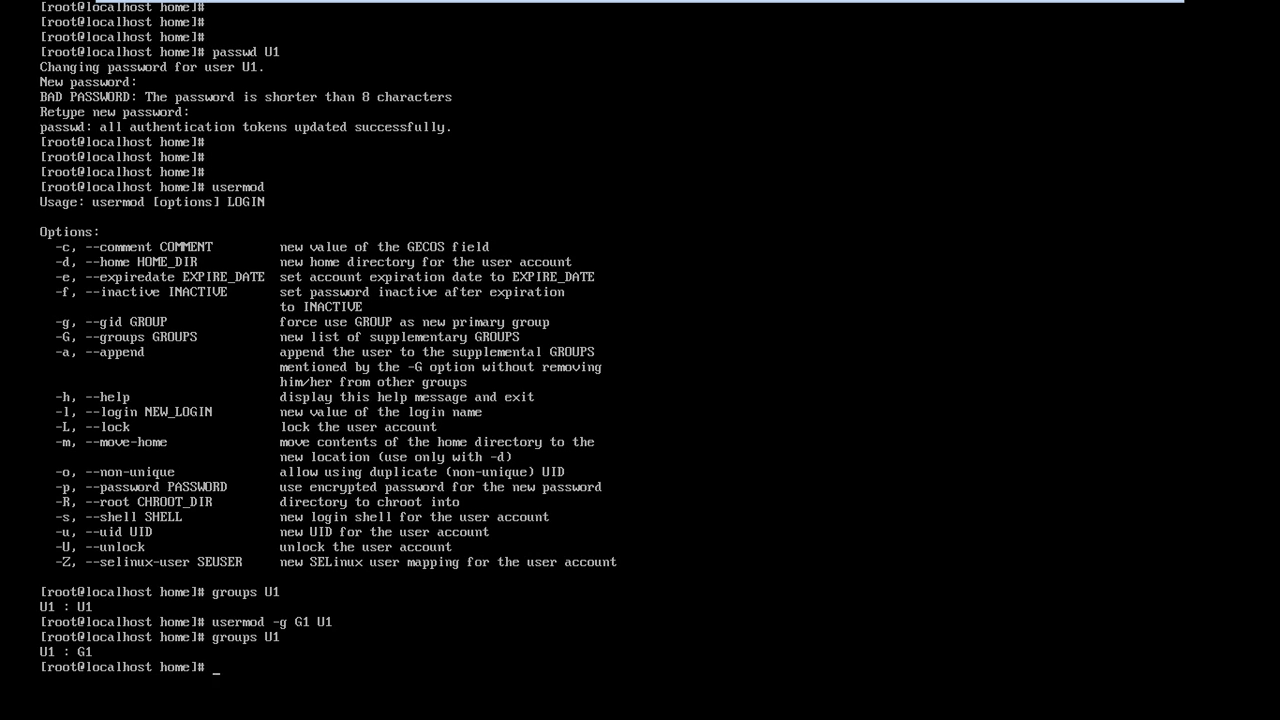 [root@localhost home]#
[root@localhost home]#
[root@localhost home]#
[root@localhost home]# passwd U1
Changing password for user U1.
New password:
BAD PASSWORD: The password is shorter than 8 characters
Retype new password:
passwd: all authentication tokens updated successfully.
[root@localhost home]#
[root@localhost home]#
[root@localhost home]#
[root@localhost home]# usermod
Usage: usermod [options] LOGIN

Options:
  -c, --comment COMMENT         new value of the GECOS field
  -d, --home HOME_DIR           new home directory for the user account
  -e, --expiredate EXPIRE_DATE  set account expiration date to EXPIRE_DATE
  -f, --inactive INACTIVE       set password inactive after expiration
                                to INACTIVE
  -g, --gid GROUP               force use GROUP as new primary group
  -G, --groups GROUPS           new list of supplementary GROUPS
  -a, --append                  append the user to the supplemental GROUPS
                                mentioned by the -G option without removing
                                him/her from other groups
  -h, --help                    display this help message and exit
  -l, --login NEW_LOGIN         new value of the login name
  -L, --lock                    lock the user account
  -m, --move-home               move contents of the home directory to the
                                new location (use only with -d)
  -o, --non-unique              allow using duplicate (non-unique) UID
  -p, --password PASSWORD       use encrypted password for the new password
  -R, --root CHROOT_DIR         directory to chroot into
  -s, --shell SHELL             new login shell for the user account
  -u, --uid UID                 new UID for the user account
  -U, --unlock                  unlock the user account
  -Z, --selinux-user SEUSER     new SELinux user mapping for the user account

[root@localhost home]# groups U1
U1 : U1
[root@localhost home]# usermod -g G1 U1
[root@localhost home]# groups U1
U1 : G1
[root@localhost home]# _